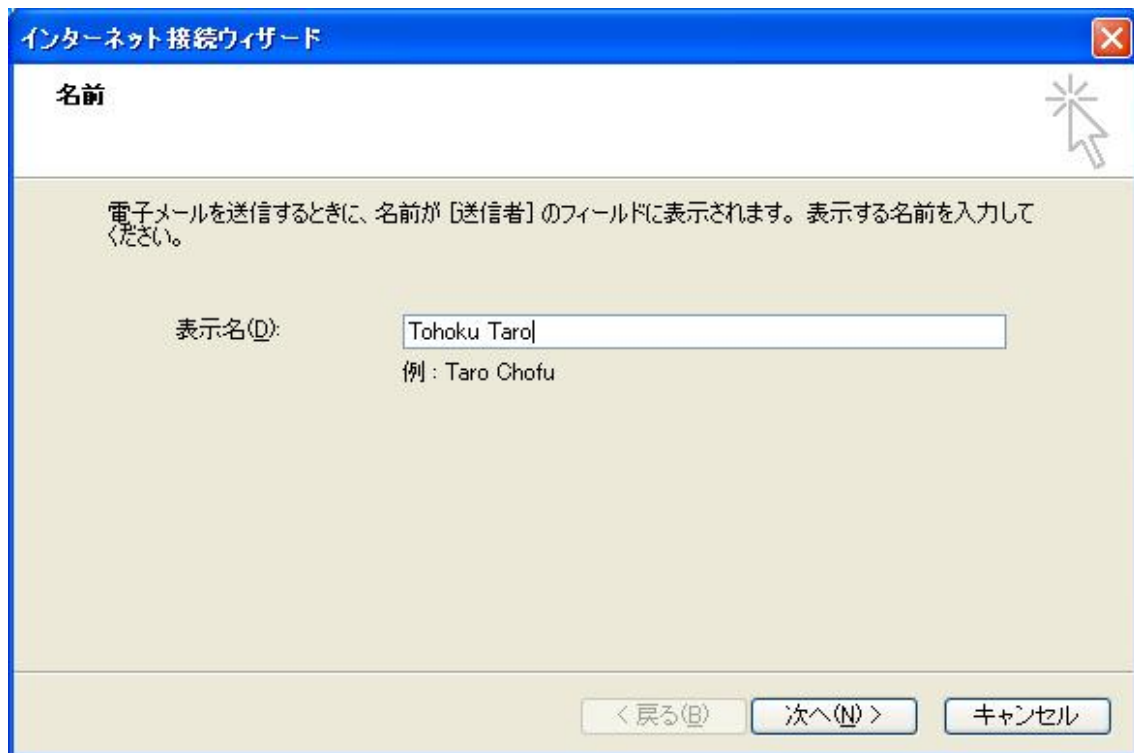 インターネット接続ウィザード
名前
電子メールを送信するときに、名前が [送信者] のフィールドに表示されます。表示する名前を入力して
ください。
表示名(D): Tohoku Taro
例 : Taro Chofu
< 戻る(B) 次へ(N) > キャンセル